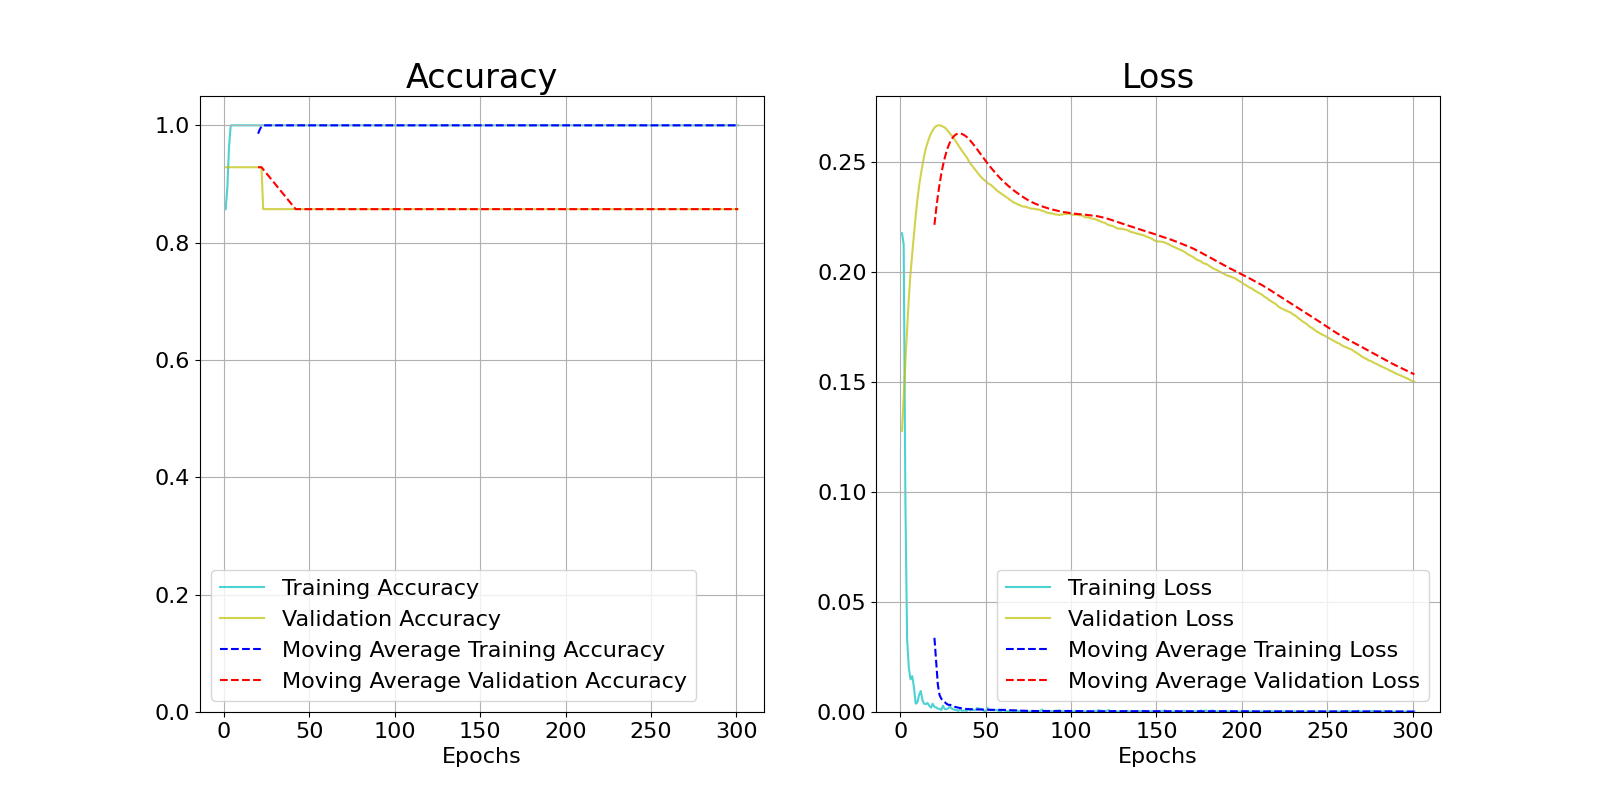 Accuracy
1.0
0.8
0.6
0.4
0.2
0.0
0 50 100 150 200 250 300
Epochs
Training Accuracy
Validation Accuracy
Moving Average Training Accuracy
Moving Average Validation Accuracy
Loss
0.25
0.20
0.15
0.10
0.05
0.00
0 50 100 150 200 250 300
Epochs
Training Loss
Validation Loss
Moving Average Training Loss
Moving Average Validation Loss